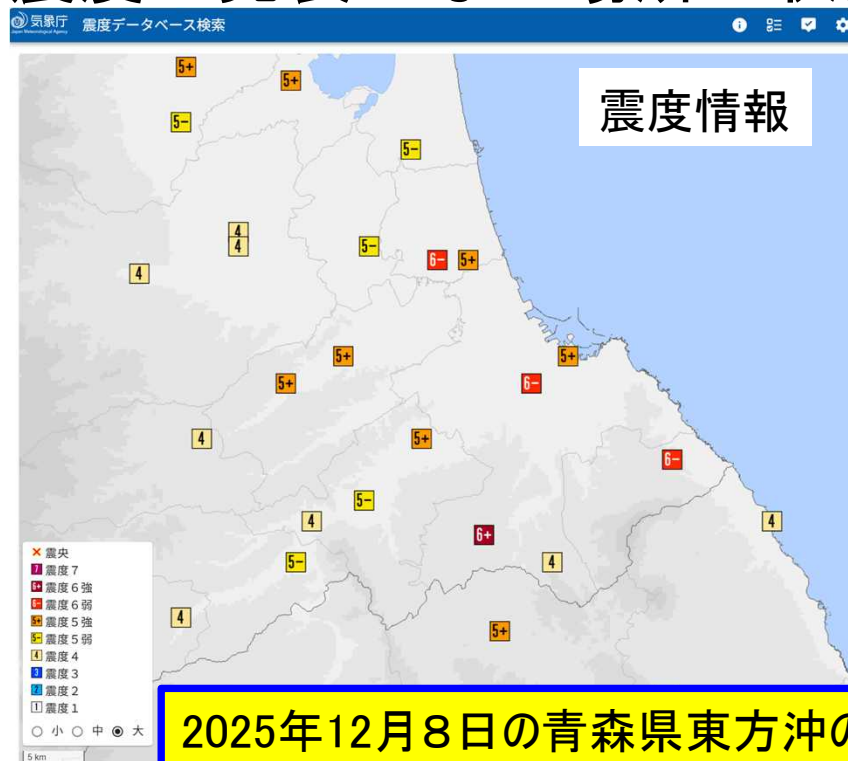 気象庁 震度データベース検索
Japan Meteorological Agency
震度情報
5+
5+
5-
5-
4
4
5-
6-
5+
4
5+
5+
5+
6-
4
5+
6-
5-
4
4
6+
5-
4
4
5+
× 震央
7 震度７
6+ 震度６強
6- 震度６弱
5+ 震度５強
5- 震度５弱
4 震度４
3 震度３
2 震度２
1 震度１
小 中 大
5 km
2025年12月８日の青森県東方沖の